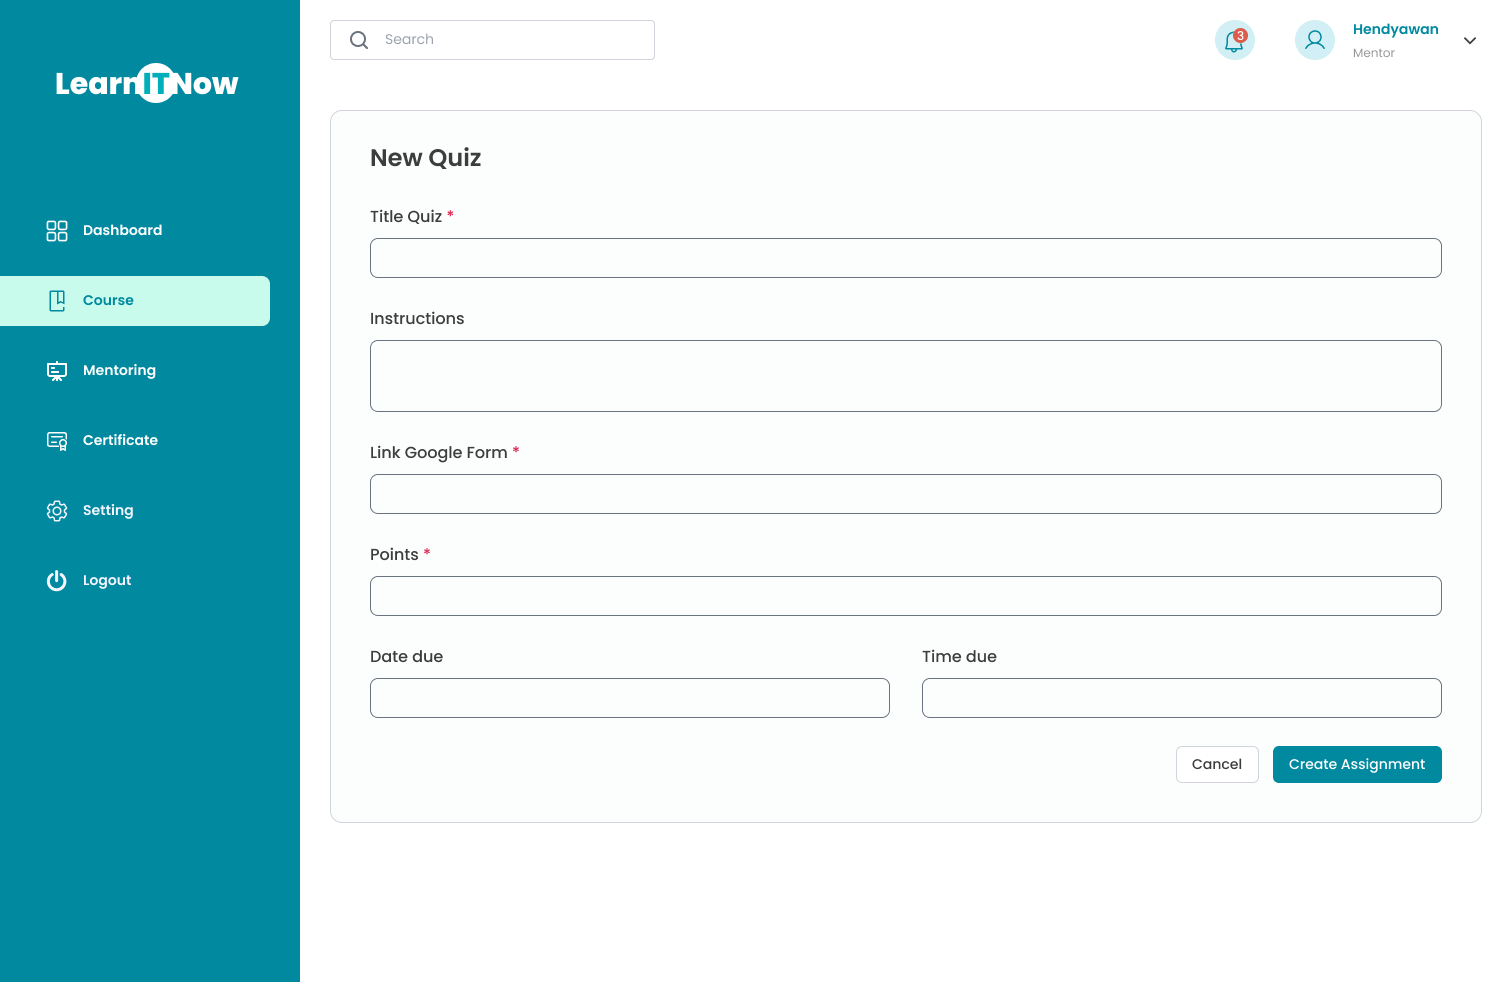 LearnITNow
Search
3
Hendyawan
Mentor
Dashboard
Course
Mentoring
Certificate
Setting
Logout
New Quiz
Title Quiz *
Instructions
Link Google Form *
Points *
Date due
Time due
Cancel
Create Assignment